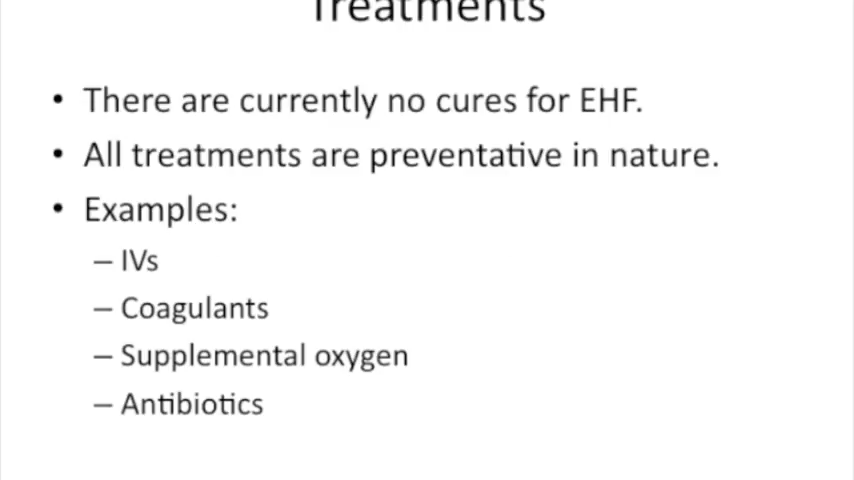 Treatments
• There are currently no cures for EHF.
• All treatments are preventative in nature.
• Examples:
– IVs
– Coagulants
– Supplemental oxygen
– Antibiotics